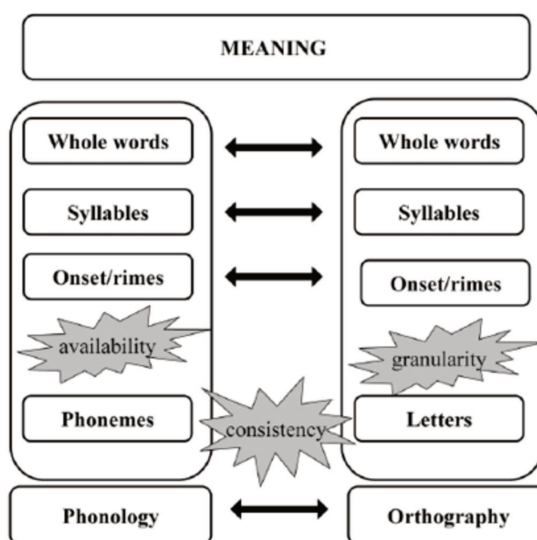 MEANING
Whole words
Whole words
Syllables
Syllables
Onset/rimes
Onset/rimes
availability
granularity
Phonemes
consistency
Letters
Phonology
Orthography